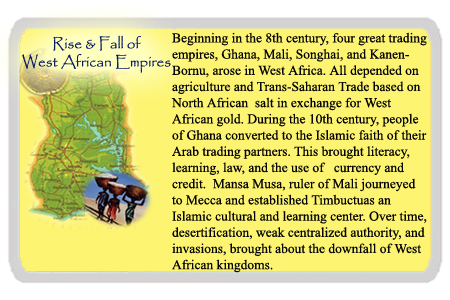 Rise & Fall of
West African Empires
Beginning in the 8th century, four great trading
empires, Ghana, Mali, Songhai, and Kanen-
Bornu, arose in West Africa. All depended on
agriculture and Trans-Saharan Trade based on
North African salt in exchange for West
African gold. During the 10th century, people
of Ghana converted to the Islamic faith of their
Arab trading partners. This brought literacy,
learning, law, and the use of currency and
credit. Mansa Musa, ruler of Mali journeyed
to Mecca and established Timbuctuas an
Islamic cultural and learning center. Over time,
desertification, weak centralized authority, and
invasions, brought about the downfall of West
African kingdoms.